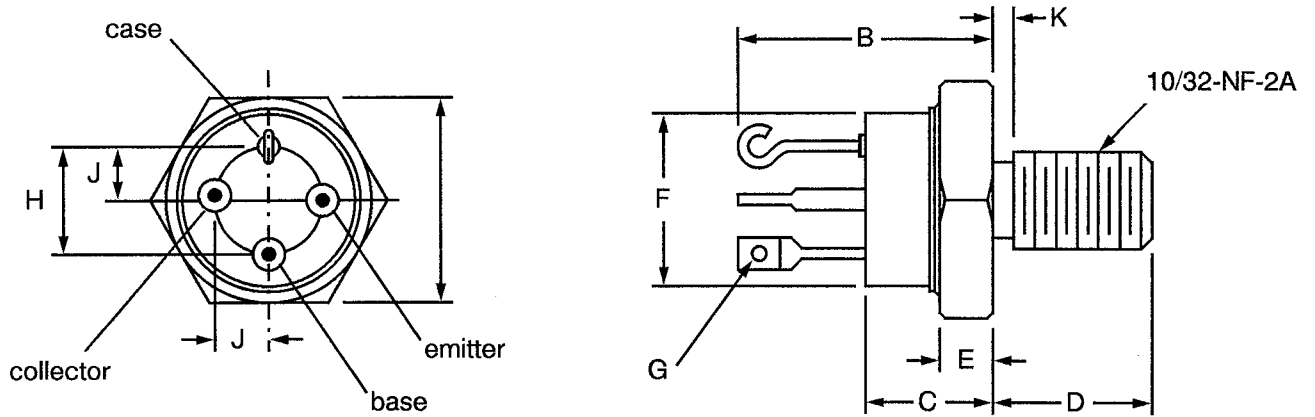 case
B
K
10/32-NF-2A
H
J
F
J
emitter
collector
base
G
E
C
D